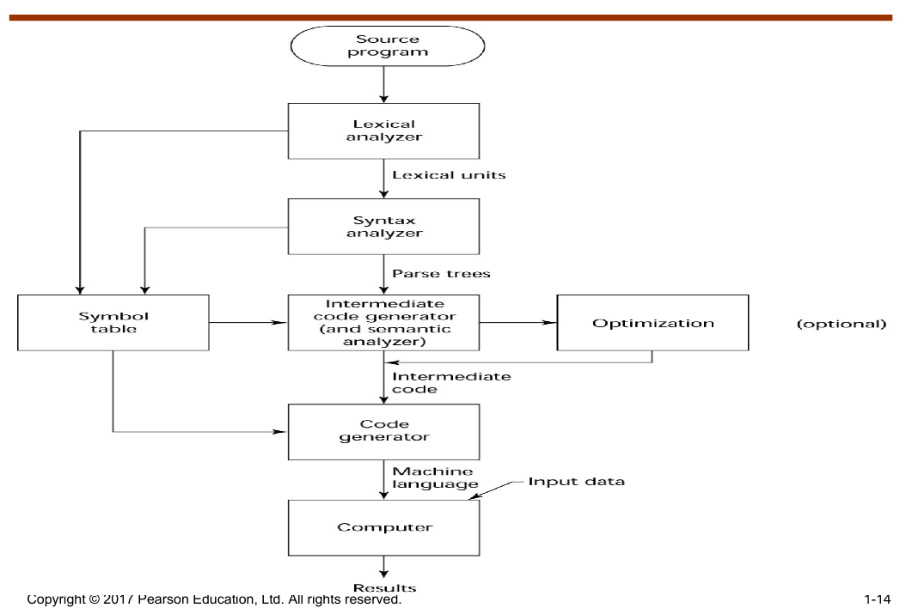 Source
program
Lexical
analyzer
Lexical units
Syntax
analyzer
Parse trees
Symbol
table
Intermediate
code generator
(and semantic
analyzer)
Optimization
(optional)
Intermediate
code
Code
generator
Machine
language
Input data
Computer
Results
Copyright © 2017 Pearson Education, Ltd. All rights reserved.
1-14